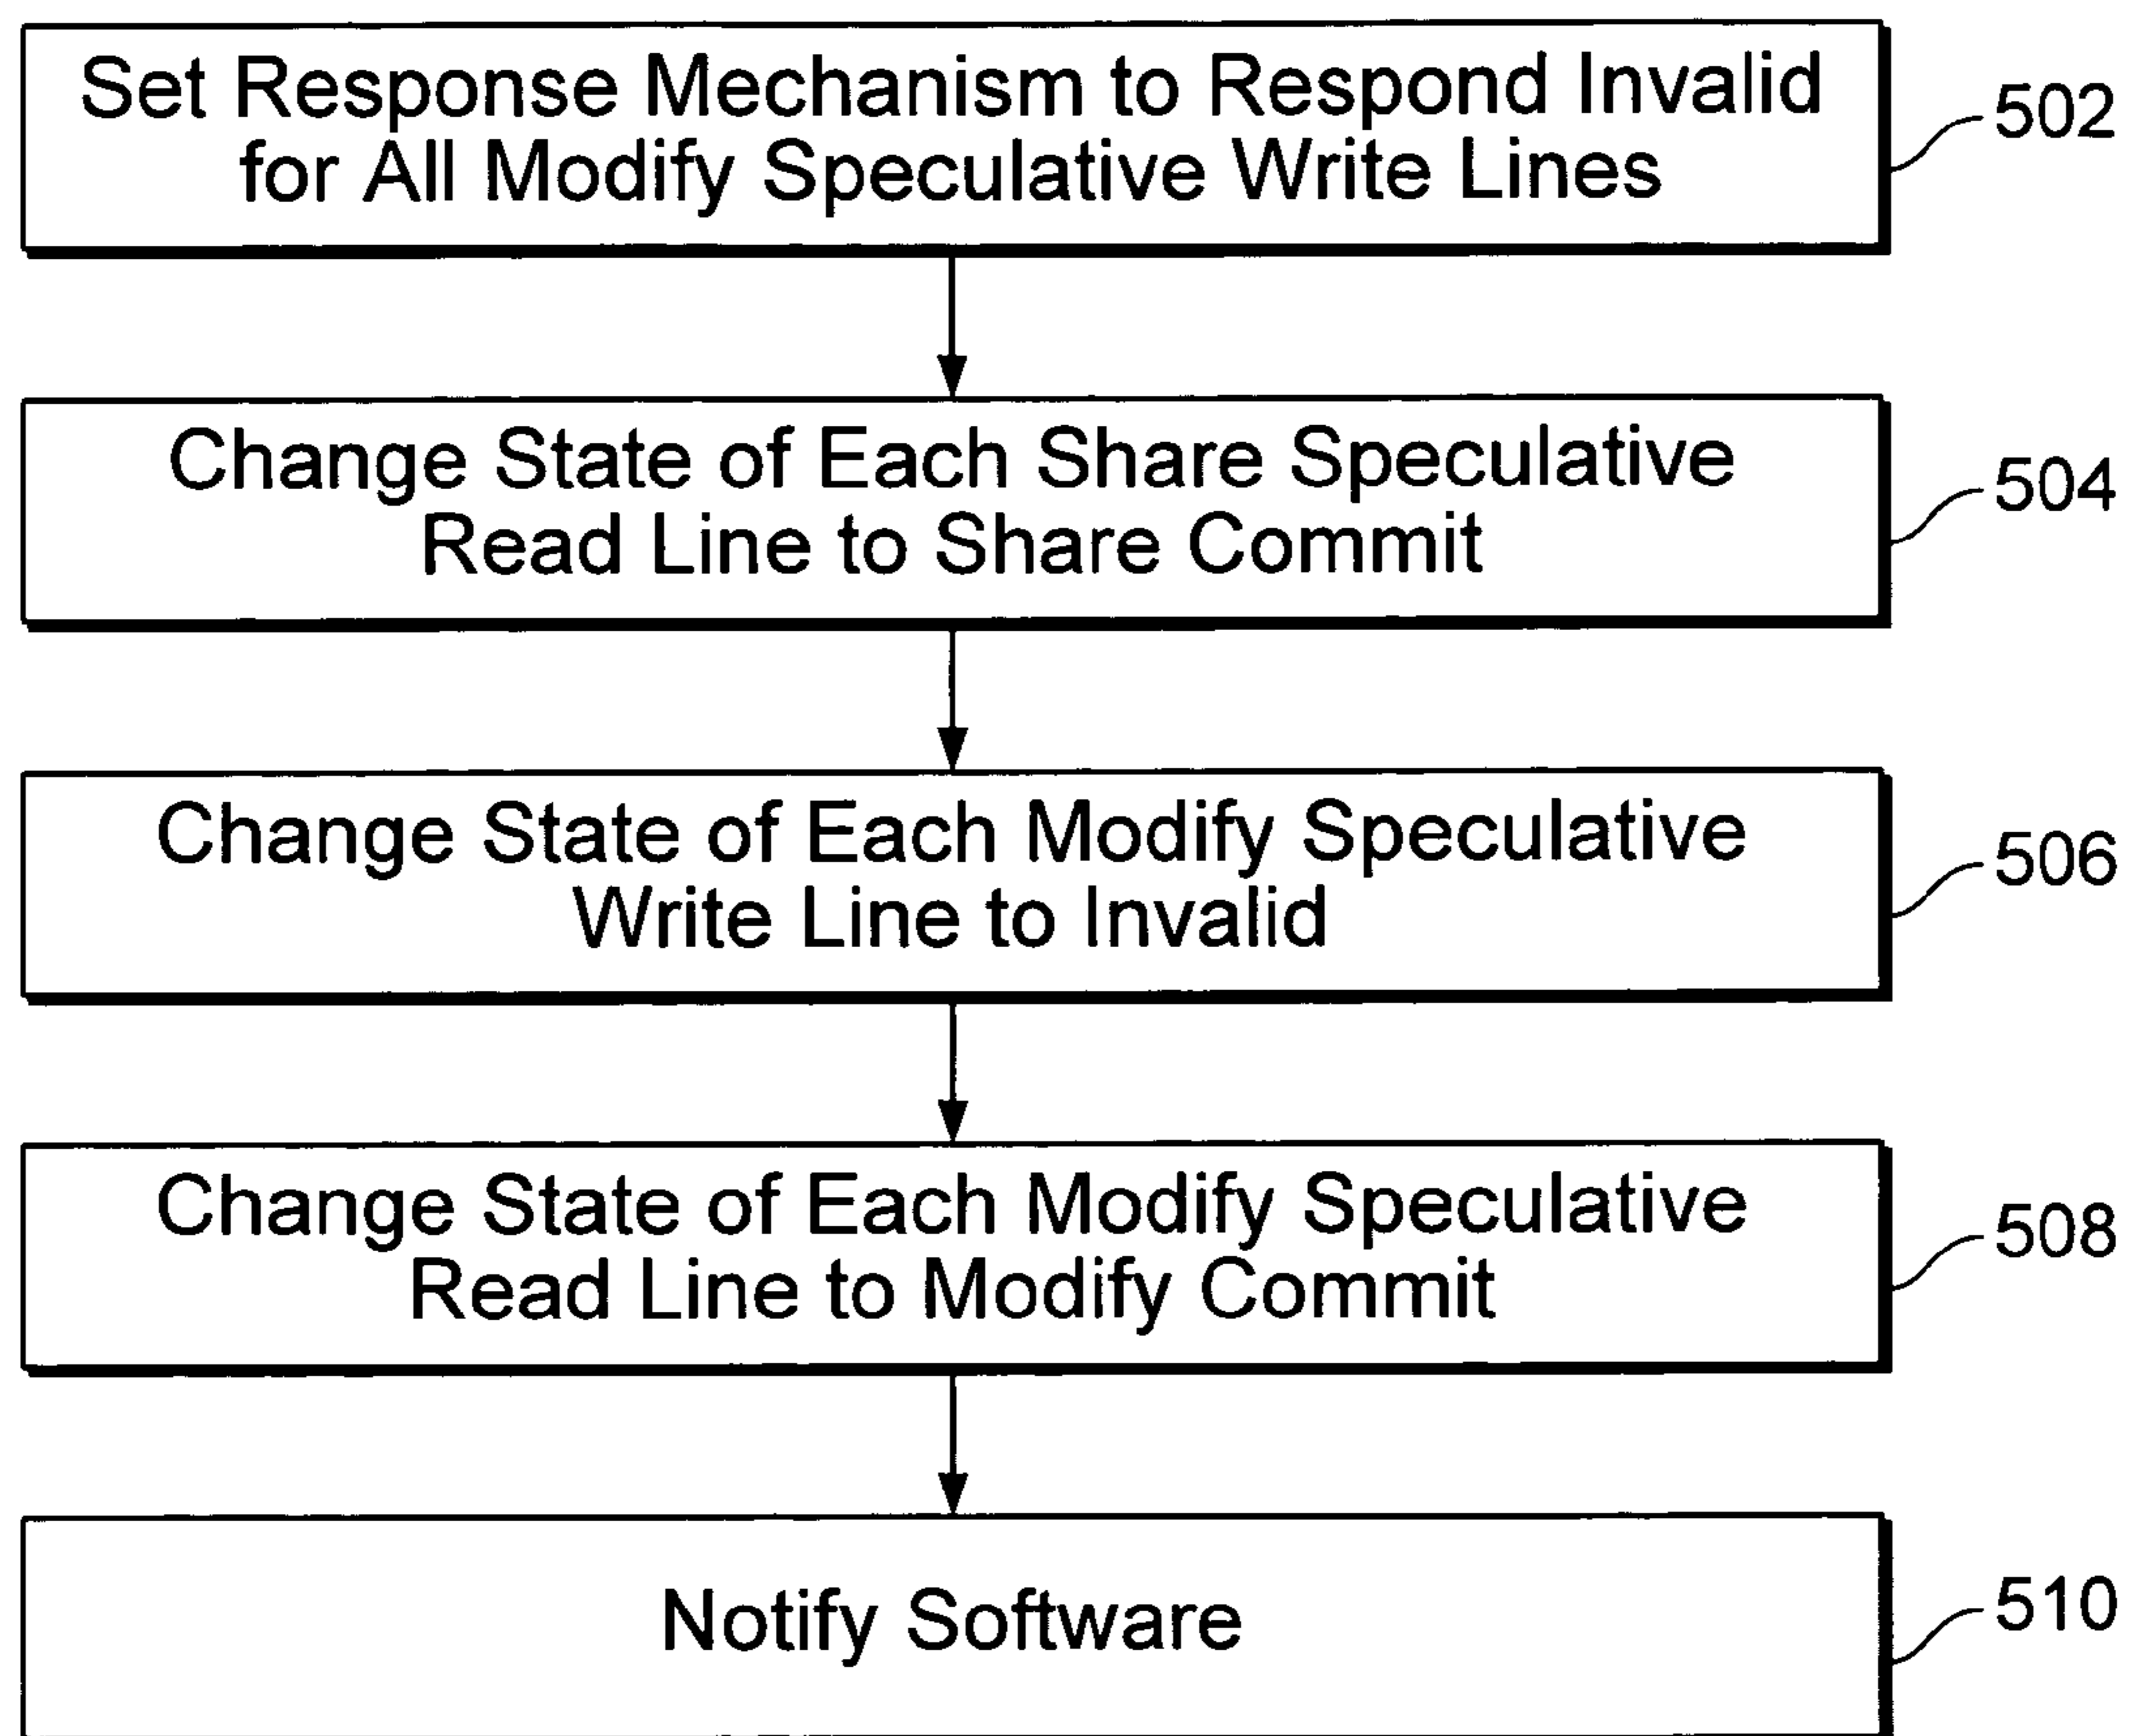 Set Response Mechanism to Respond Invalid
for All Modify Speculative Write Lines
502
Change State of Each Share Speculative
Read Line to Share Commit
504
Change State of Each Modify Speculative
Write Line to Invalid
506
Change State of Each Modify Speculative
Read Line to Modify Commit
508
Notify Software
510